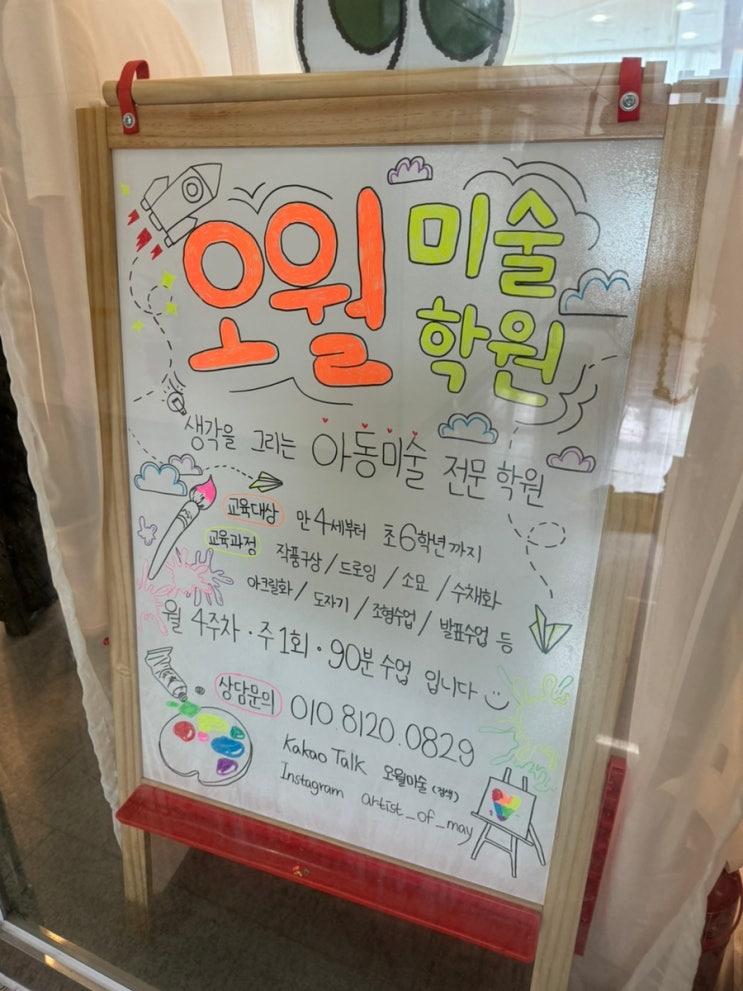 오월 미술
학원
생각을 그리는 아동미술 전문 학원
교육대상 만 4세부터 초6학년까지
교육과정 작품구상 / 드로잉 / 소묘 / 수채화
아크릴화 / 도자기 / 조형수업 / 발표수업 등
월 4주차 · 주 1회 · 90분 수업 입니다
상담문의 010.8120.0829
Kakao Talk 오월미술 (검색)
Instagram artist_of_may